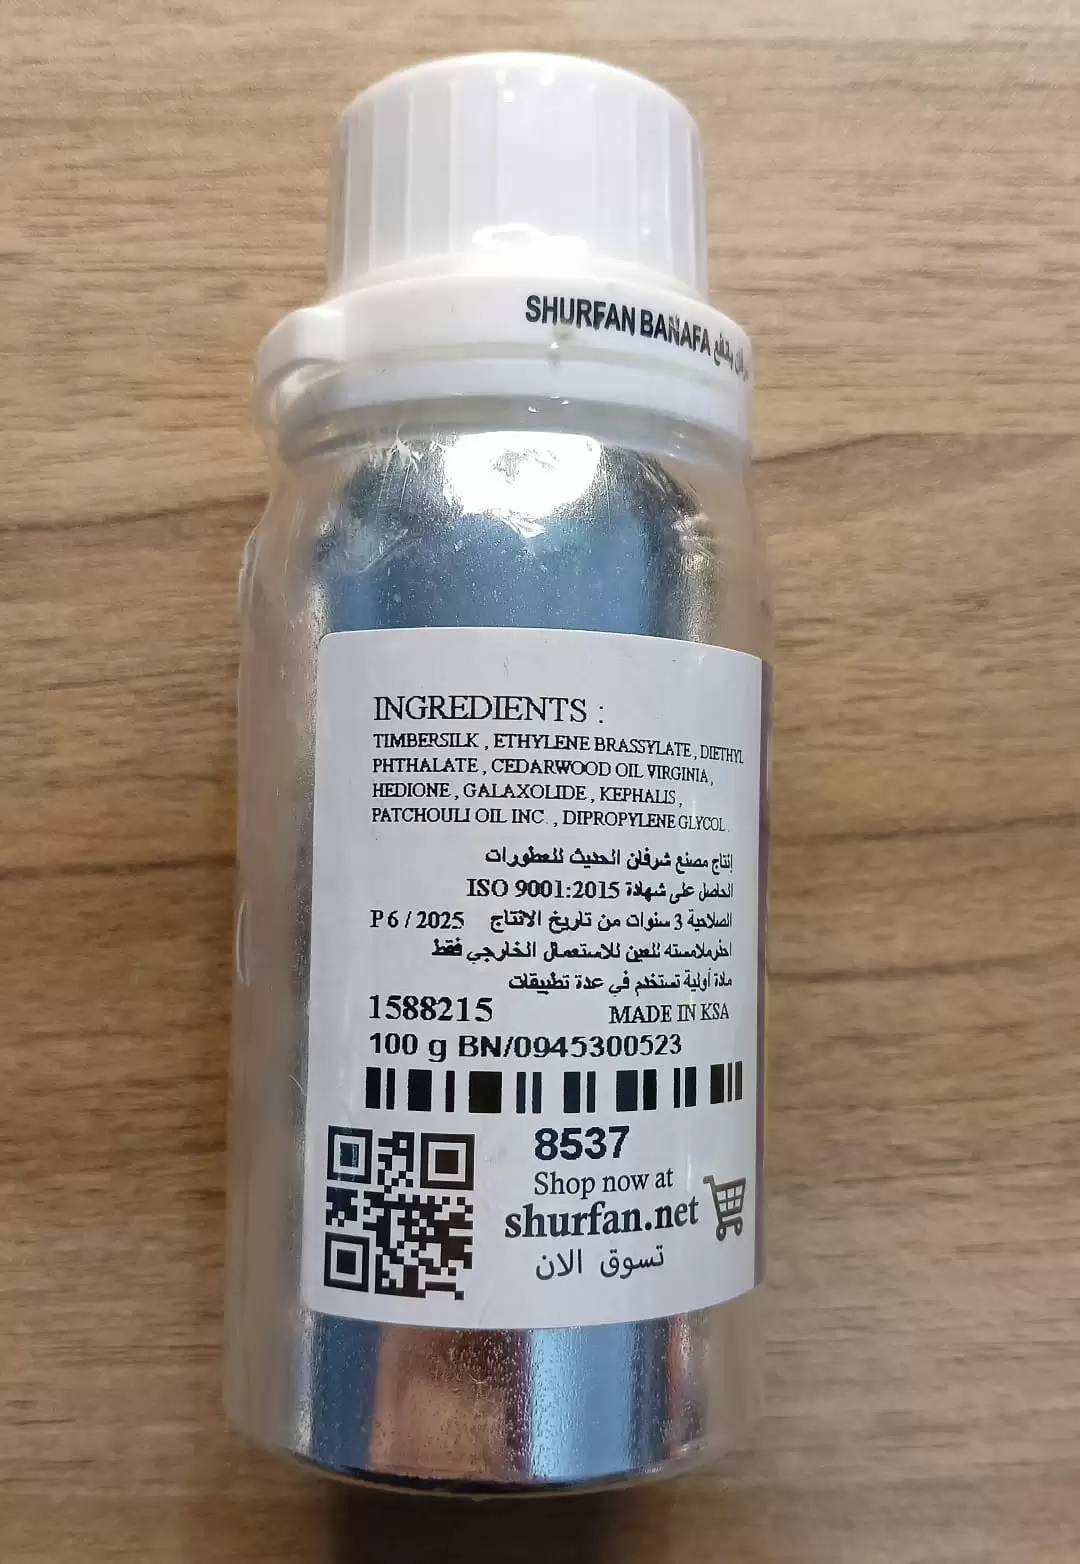 SHURFAN BANAFA
INGREDIENTS :
TIMBERSILK , ETHYLENE BRASSYLATE , DIETHYL
PHTHALATE , CEDARWOOD OIL VIRGINIA ,
HEDIONE , GALAXOLIDE , KEPHALIS ,
PATCHOULI OIL INC. , DIPROPYLENE GLYCOL .
إنتاج مصنع شرفان الحديث للعطورات
الحاصل على شهادة ISO 9001:2015
الصلاحية 3 سنوات من تاريخ الانتاج P 6 / 2025
احذر ملامسته للعين للاستعمال الخارجي فقط
مادة أولية تستخدم في عدة تطبيقات
1588215 MADE IN KSA
100 g BN/0945300523
8537
Shop now at
shurfan.net
تسوق الان